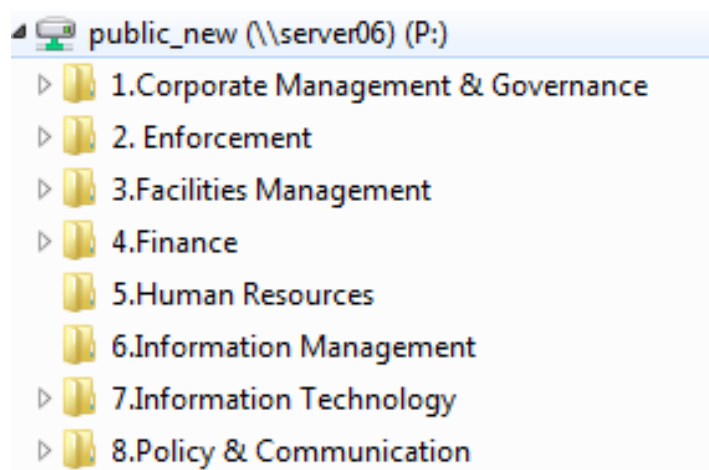 public_new (\\server06) (P:)
1.Corporate Management & Governance
2. Enforcement
3.Facilities Management
4.Finance
5.Human Resources
6.Information Management
7.Information Technology
8.Policy & Communication